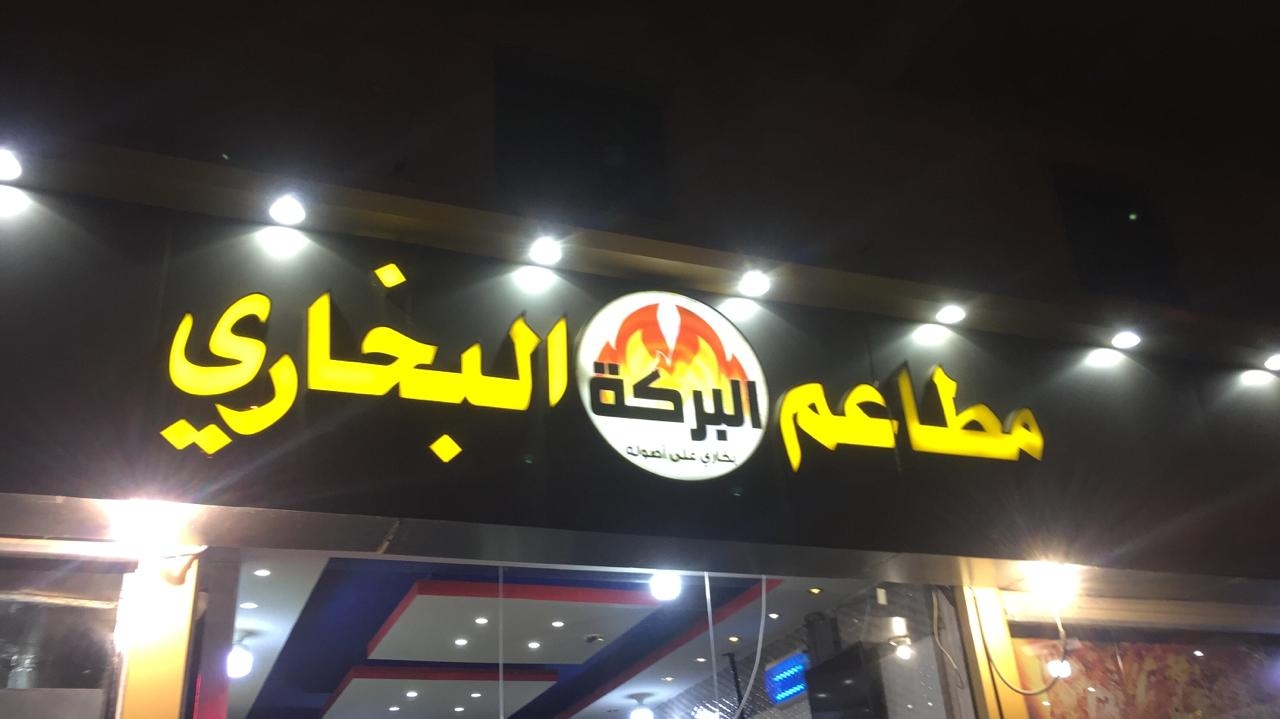 مطاعم البركة البخاري
بخاري على أصوله